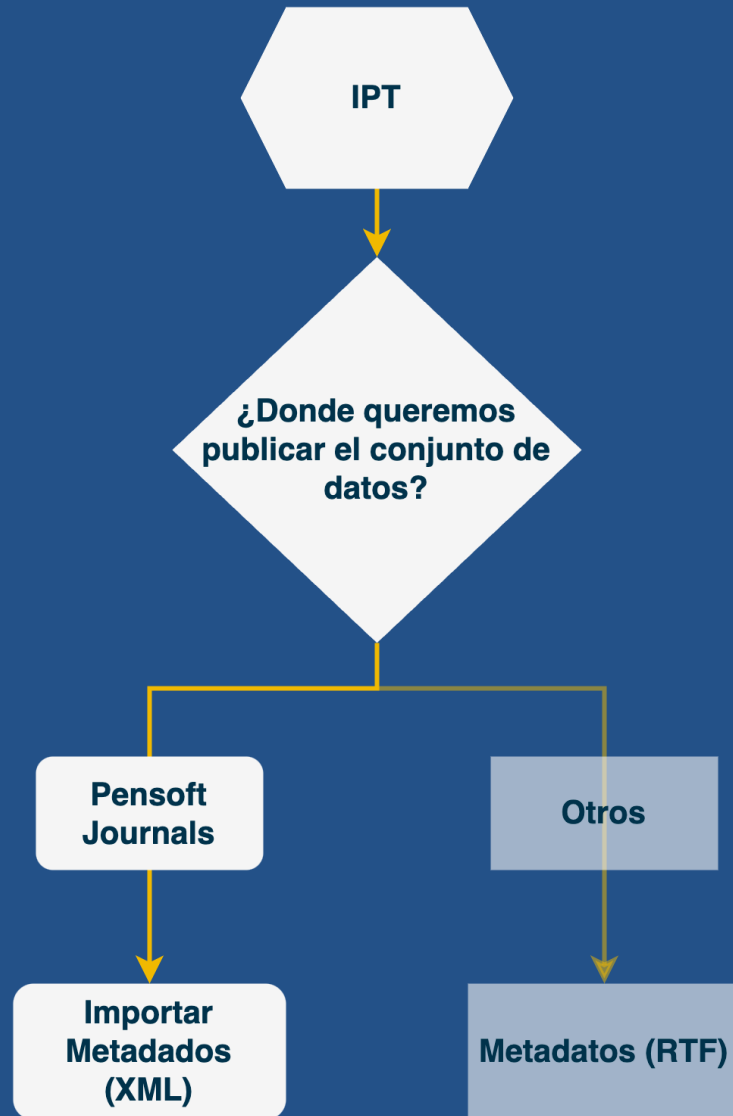 IPT
¿Donde queremos
publicar el conjunto de
datos?
Pensoft
Journals
Otros
Importar
Metadados
(XML)
Metadatos (RTF)